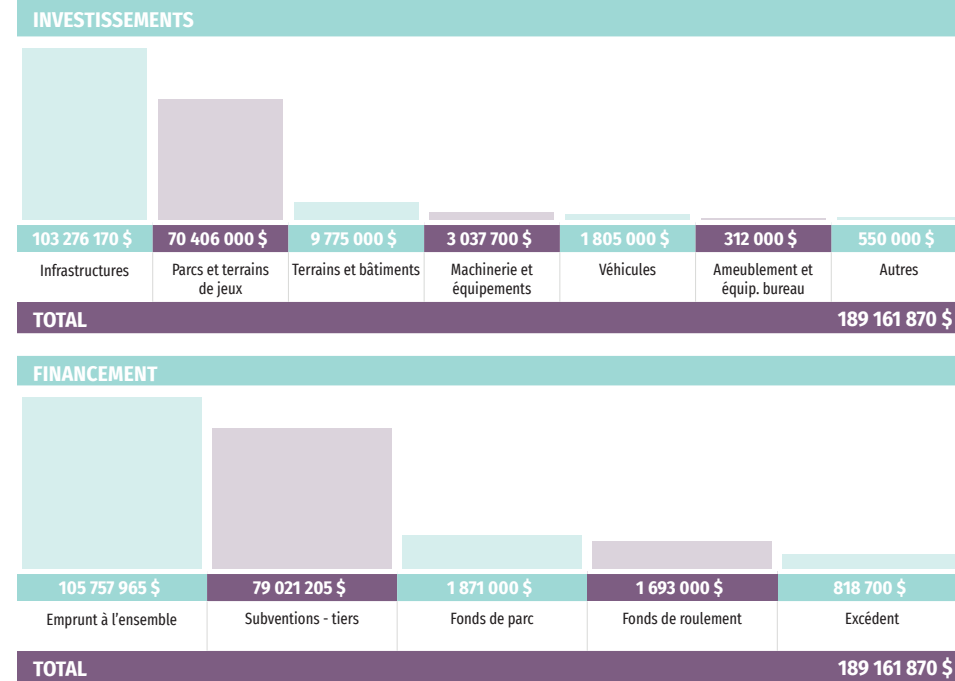 INVESTISSEMENTS
103 276 170 $ 70 406 000 $ 9 775 000 $ 3 037 700 $ 1 805 000 $ 312 000 $ 550 000 $
Infrastructures Parcs et terrains Terrains et bâtiments Machinerie et Véhicules Ameublement et Autres
de jeux équipements équip. bureau
TOTAL 189 161 870 $
FINANCEMENT
105 757 965 $ 79 021 205 $ 1 871 000 $ 1 693 000 $ 818 700 $
Emprunt à l’ensemble Subventions - tiers Fonds de parc Fonds de roulement Excédent
TOTAL 189 161 870 $